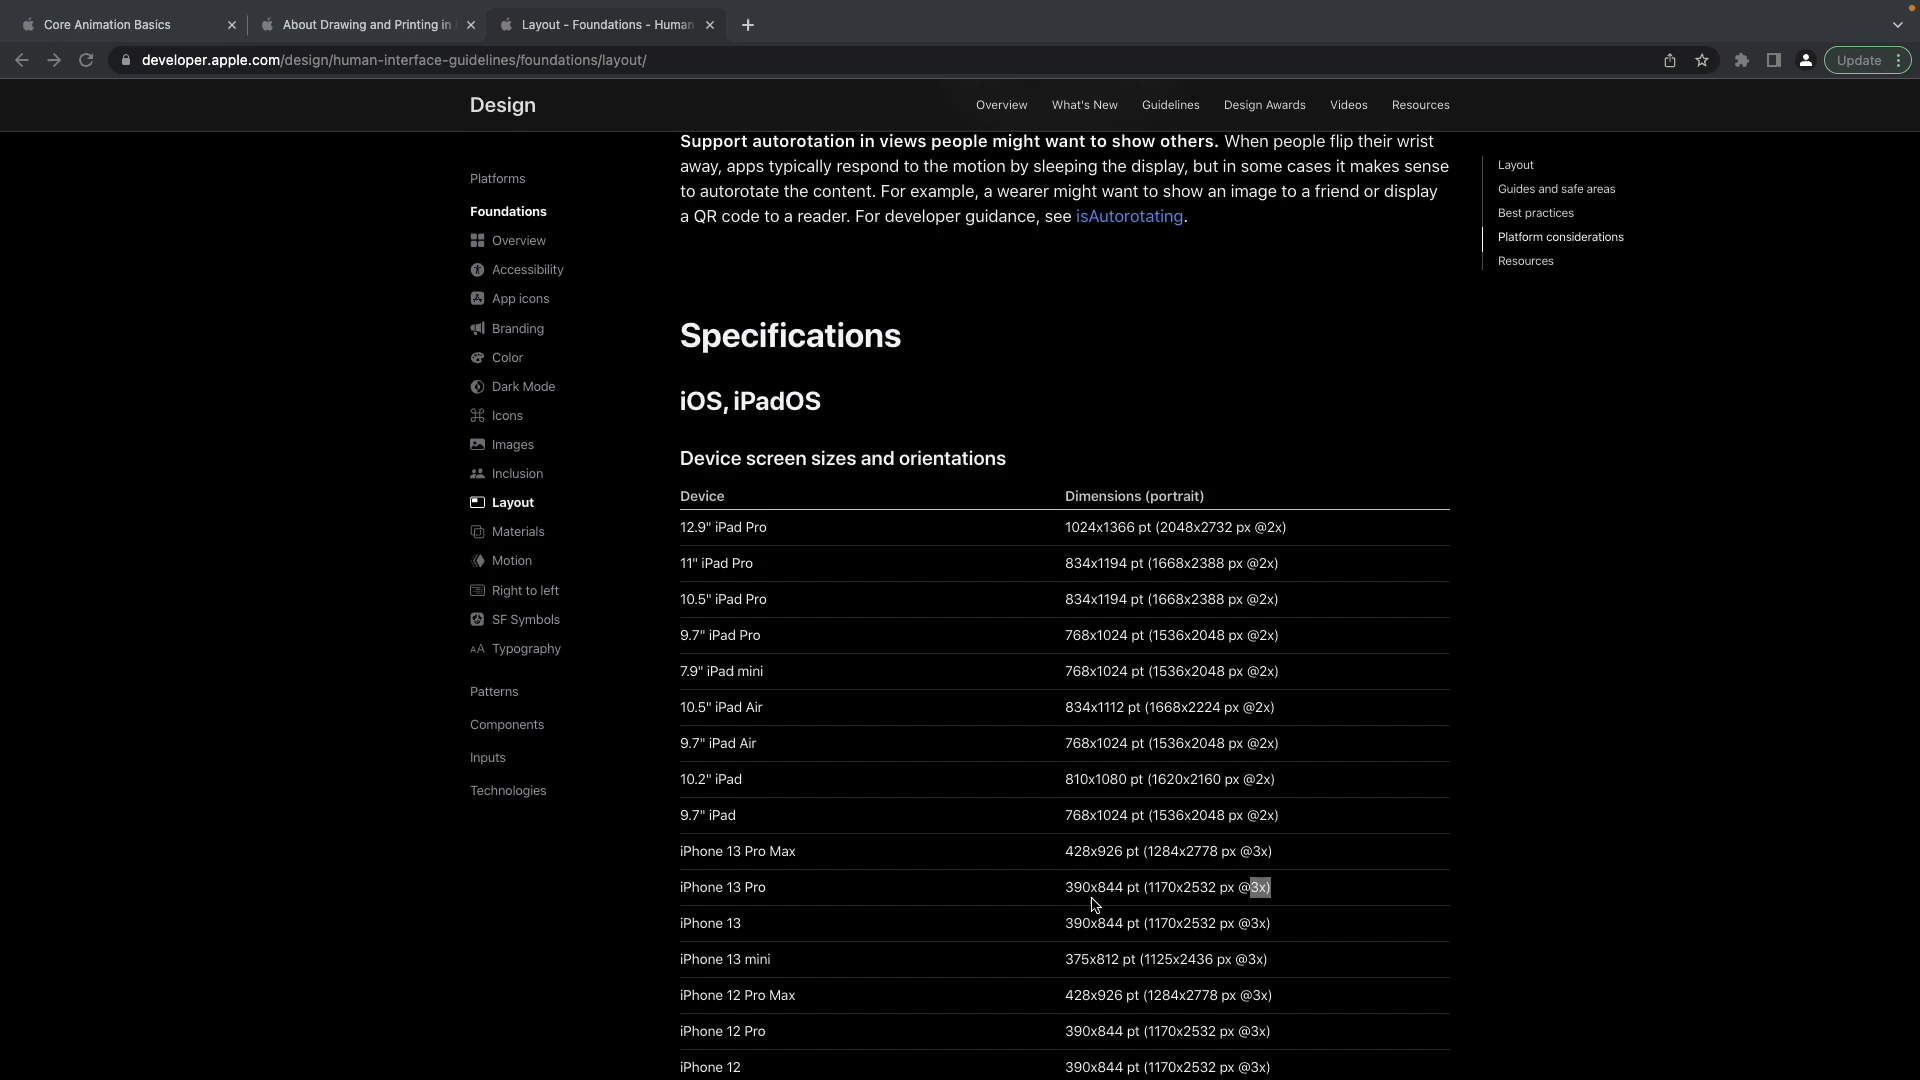 Core Animation Basics
About Drawing and Printing in
Layout - Foundations - Human
developer.apple.com/design/human-interface-guidelines/foundations/layout/
Update
Design
Overview
What's New
Guidelines
Design Awards
Videos
Resources
Platforms
Foundations
Overview
Accessibility
App icons
Branding
Color
Dark Mode
Icons
Images
Inclusion
Layout
Materials
Motion
Right to left
SF Symbols
AA Typography
Patterns
Components
Inputs
Technologies
Support autorotation in views people might want to show others. When people flip their wrist
away, apps typically respond to the motion by sleeping the display, but in some cases it makes sense
to autorotate the content. For example, a wearer might want to show an image to a friend or display
a QR code to a reader. For developer guidance, see isAutorotating.
Specifications
iOS, iPadOS
Device screen sizes and orientations
Device Dimensions (portrait)
12.9" iPad Pro 1024x1366 pt (2048x2732 px @2x)
11" iPad Pro 834x1194 pt (1668x2388 px @2x)
10.5" iPad Pro 834x1194 pt (1668x2388 px @2x)
9.7" iPad Pro 768x1024 pt (1536x2048 px @2x)
7.9" iPad mini 768x1024 pt (1536x2048 px @2x)
10.5" iPad Air 834x1112 pt (1668x2224 px @2x)
9.7" iPad Air 768x1024 pt (1536x2048 px @2x)
10.2" iPad 810x1080 pt (1620x2160 px @2x)
9.7" iPad 768x1024 pt (1536x2048 px @2x)
iPhone 13 Pro Max 428x926 pt (1284x2778 px @3x)
iPhone 13 Pro 390x844 pt (1170x2532 px @3x)
iPhone 13 390x844 pt (1170x2532 px @3x)
iPhone 13 mini 375x812 pt (1125x2436 px @3x)
iPhone 12 Pro Max 428x926 pt (1284x2778 px @3x)
iPhone 12 Pro 390x844 pt (1170x2532 px @3x)
iPhone 12 390x844 pt (1170x2532 px @3x)
Layout
Guides and safe areas
Best practices
Platform considerations
Resources